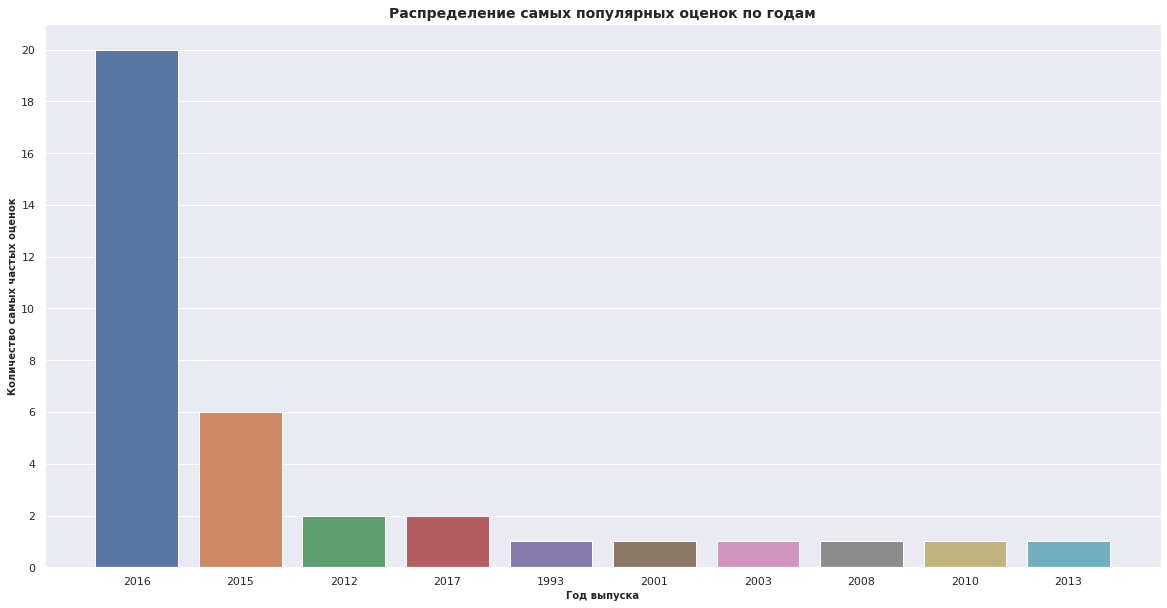 Распределение самых популярных оценок по годам
Количество самых частых оценок
20
18
16
14
12
10
8
6
4
2
0
2016 2015 2012 2017 1993 2001 2003 2008 2010 2013
Год выпуска